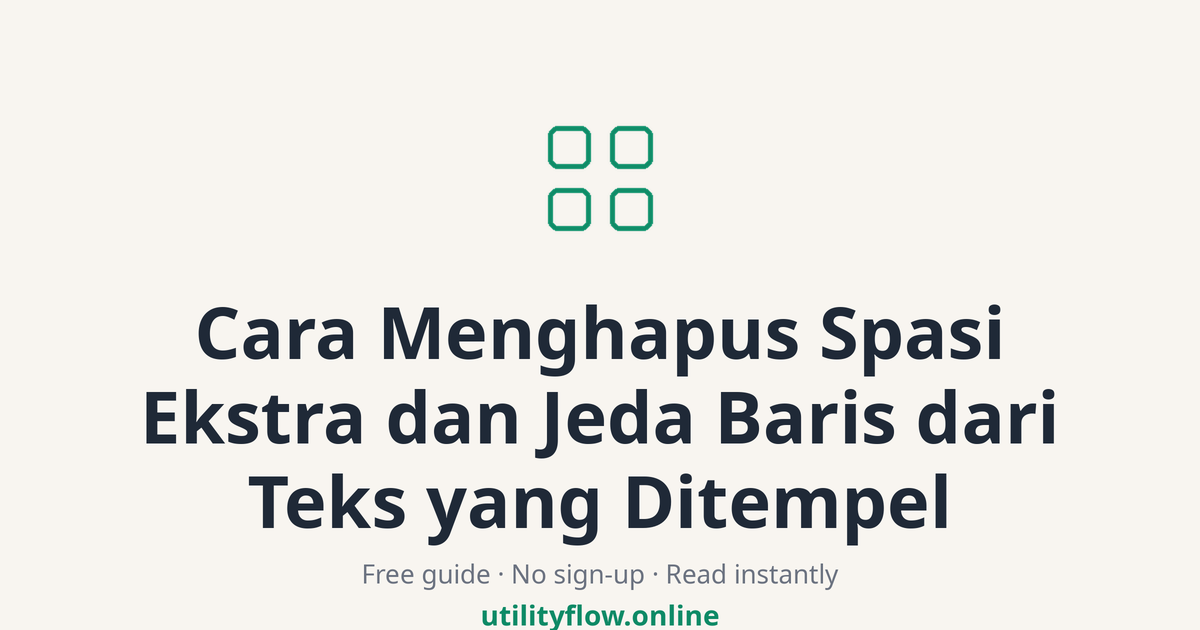 Cara Menghapus Spasi
Ekstra dan Jeda Baris dari
Teks yang Ditempel
Free guide · No sign-up · Read instantly
utilityflow.online